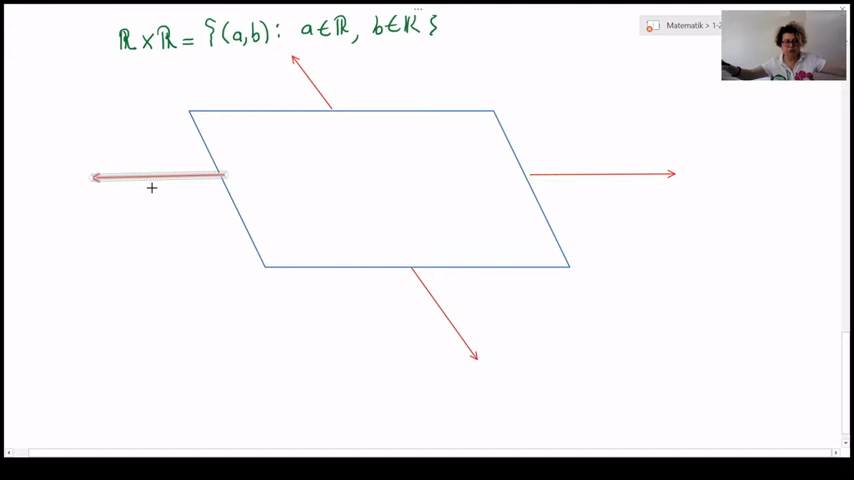 ℝ×ℝ = {(a,b): a∈ℝ, b∈ℝ}
Matematik > 1-2